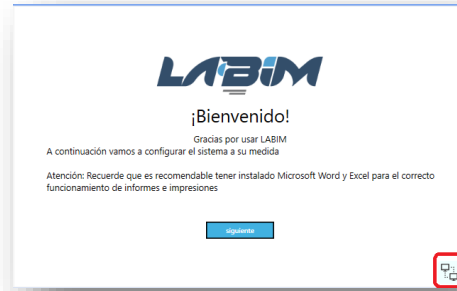 LABiM
¡Bienvenido!
Gracias por usar LABIM
A continuación vamos a configurar el sistema a su medida
Atención: Recuerde que es recomendable tener instalado Microsoft Word y Excel para el correcto
funcionamiento de informes e impresiones
siguiente